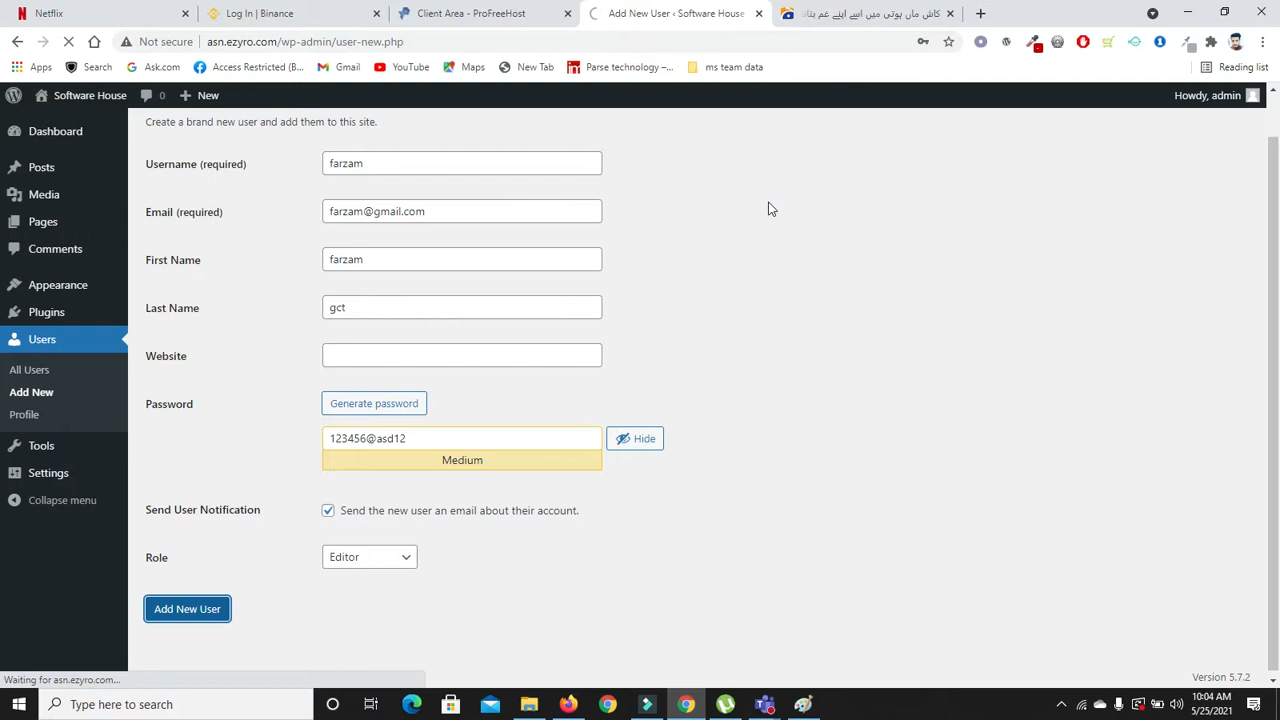 Netflix
Log In | Binance
Client Area - ProFreeHost
Add New User ‹ Software House
کاش ماں ہوتی میں اسے اپنے غم بتاتا
Not secure
asn.ezyro.com/wp-admin/user-new.php
Apps
Search
Ask.com
Access Restricted (B...
Gmail
YouTube
Maps
New Tab
Parse technology –...
ms team data
Reading list
Software House
0
New
Howdy, admin
Create a brand new user and add them to this site.
Dashboard
Posts
Media
Pages
Comments
Appearance
Plugins
Users
All Users
Add New
Profile
Tools
Settings
Collapse menu
Username (required)
farzam
Email (required)
farzam@gmail.com
First Name
farzam
Last Name
gct
Website
Password
Generate password
123456@asd12
Hide
Medium
Send User Notification
Send the new user an email about their account.
Role
Editor
Add New User
Waiting for asn.ezyro.com...
Version 5.7.2
Type here to search
10:04 AM
5/25/2021